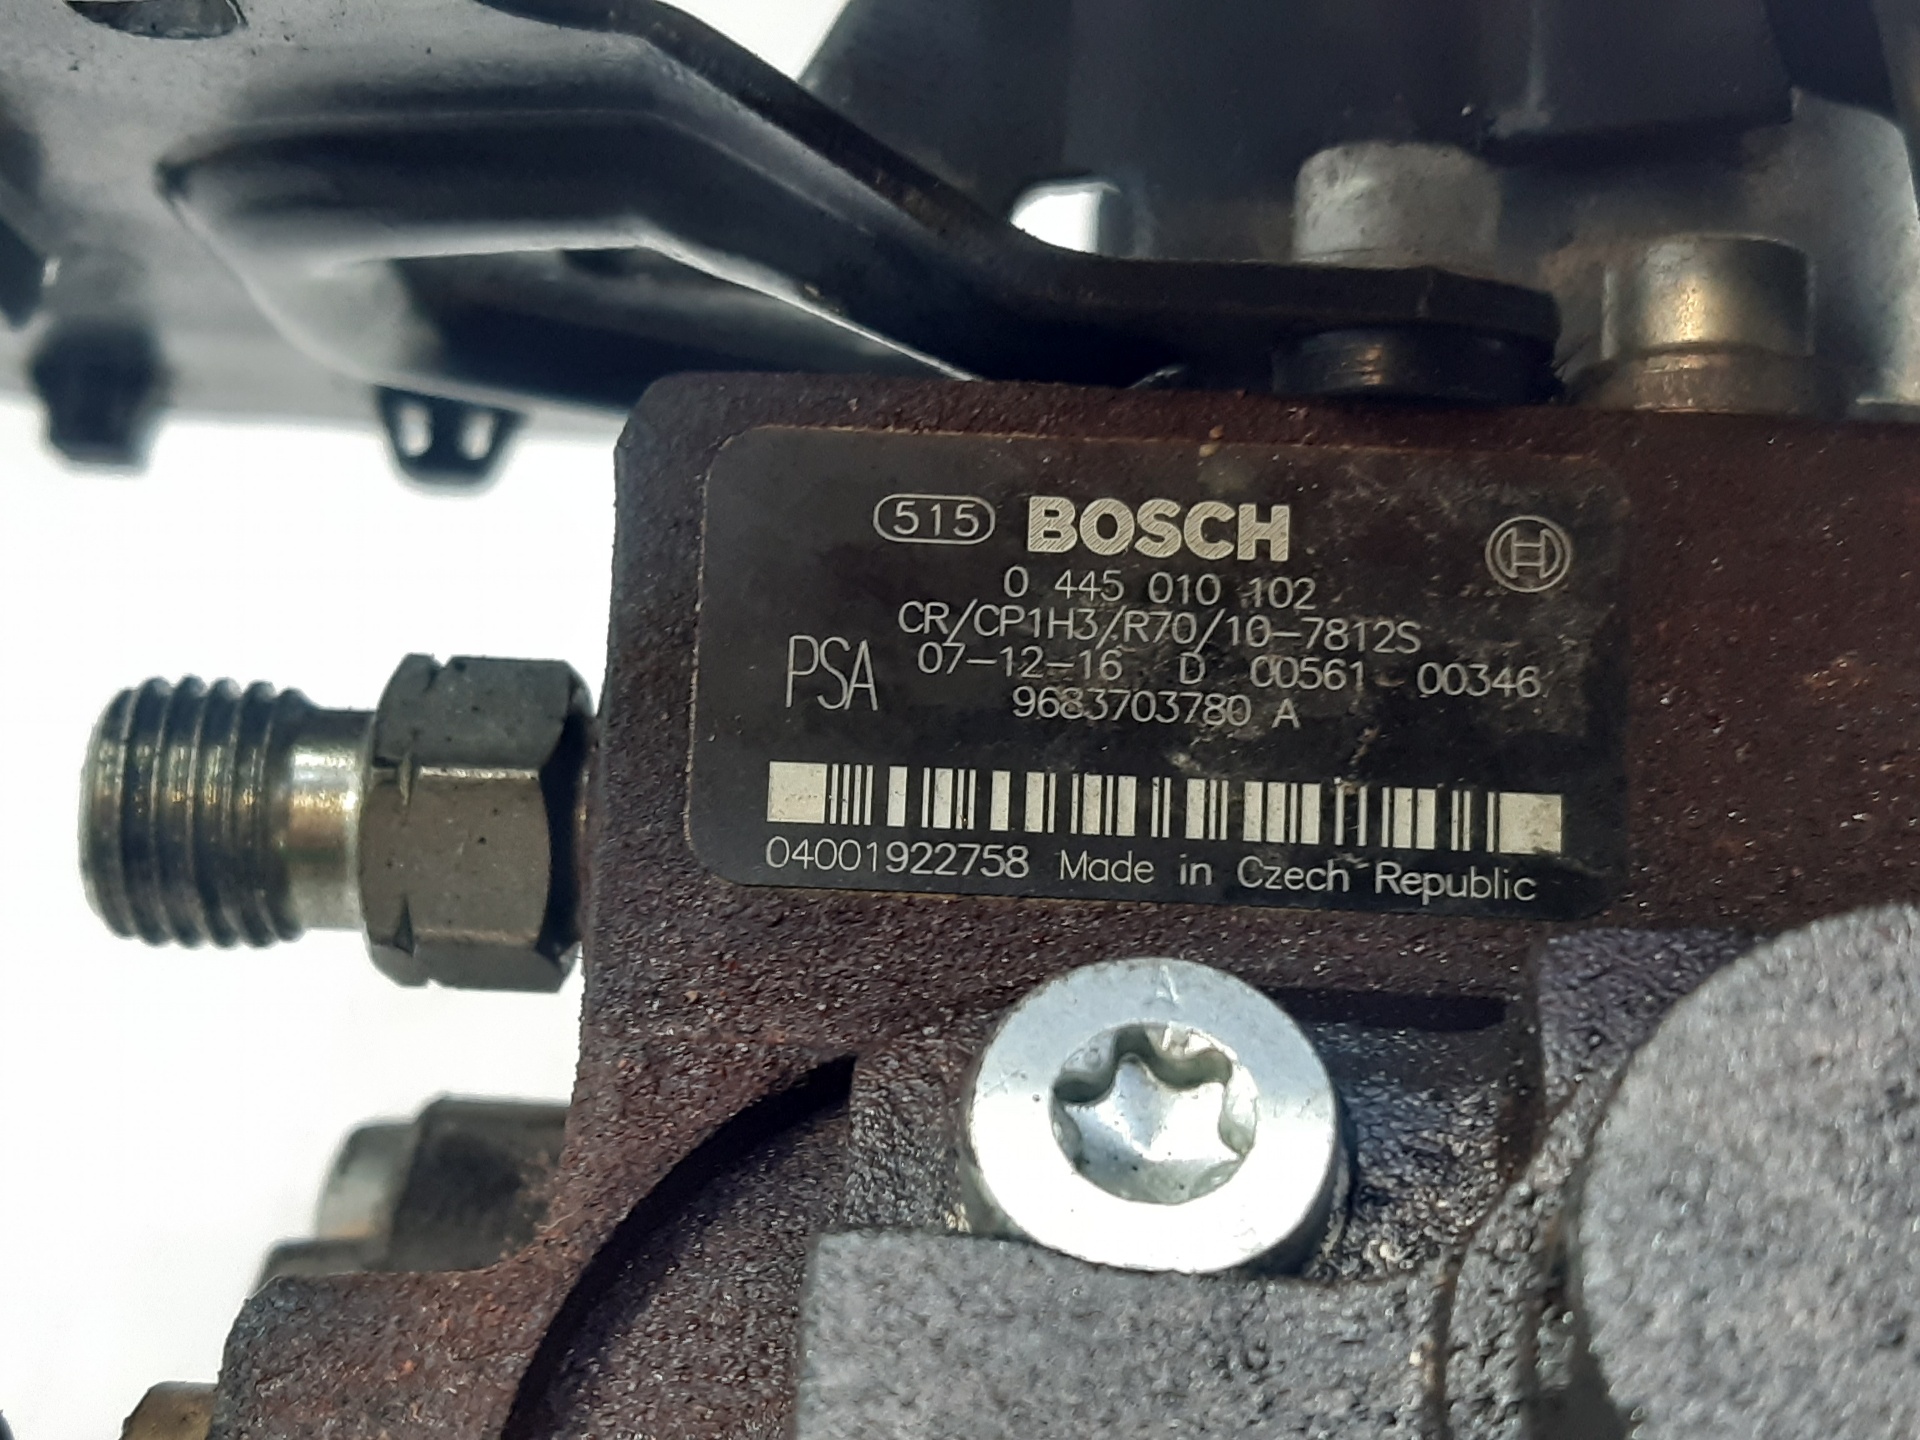 515 BOSCH
0 445 010 102
CR/CP1H3/R70/10-7812S
PSA 07-12-16 D 00561 00346
9683703780 A
04001922758 Made in Czech Republic